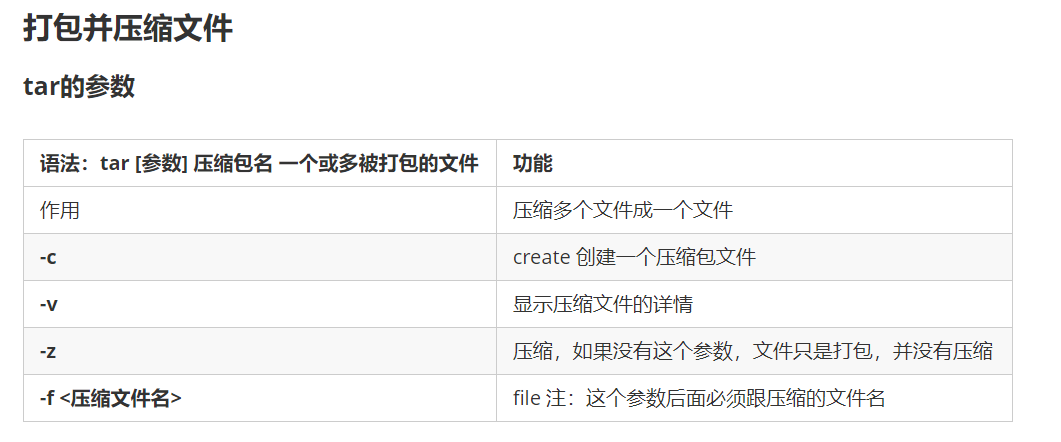 打包并压缩文件
tar的参数
语法：tar [参数] 压缩包名 一个或多被打包的文件 功能
作用 压缩多个文件成一个文件
-c create 创建一个压缩包文件
-v 显示压缩文件的详情
-z 压缩，如果没有这个参数，文件只是打包，并没有压缩
-f <压缩文件名> file 注：这个参数后面必须跟压缩的文件名